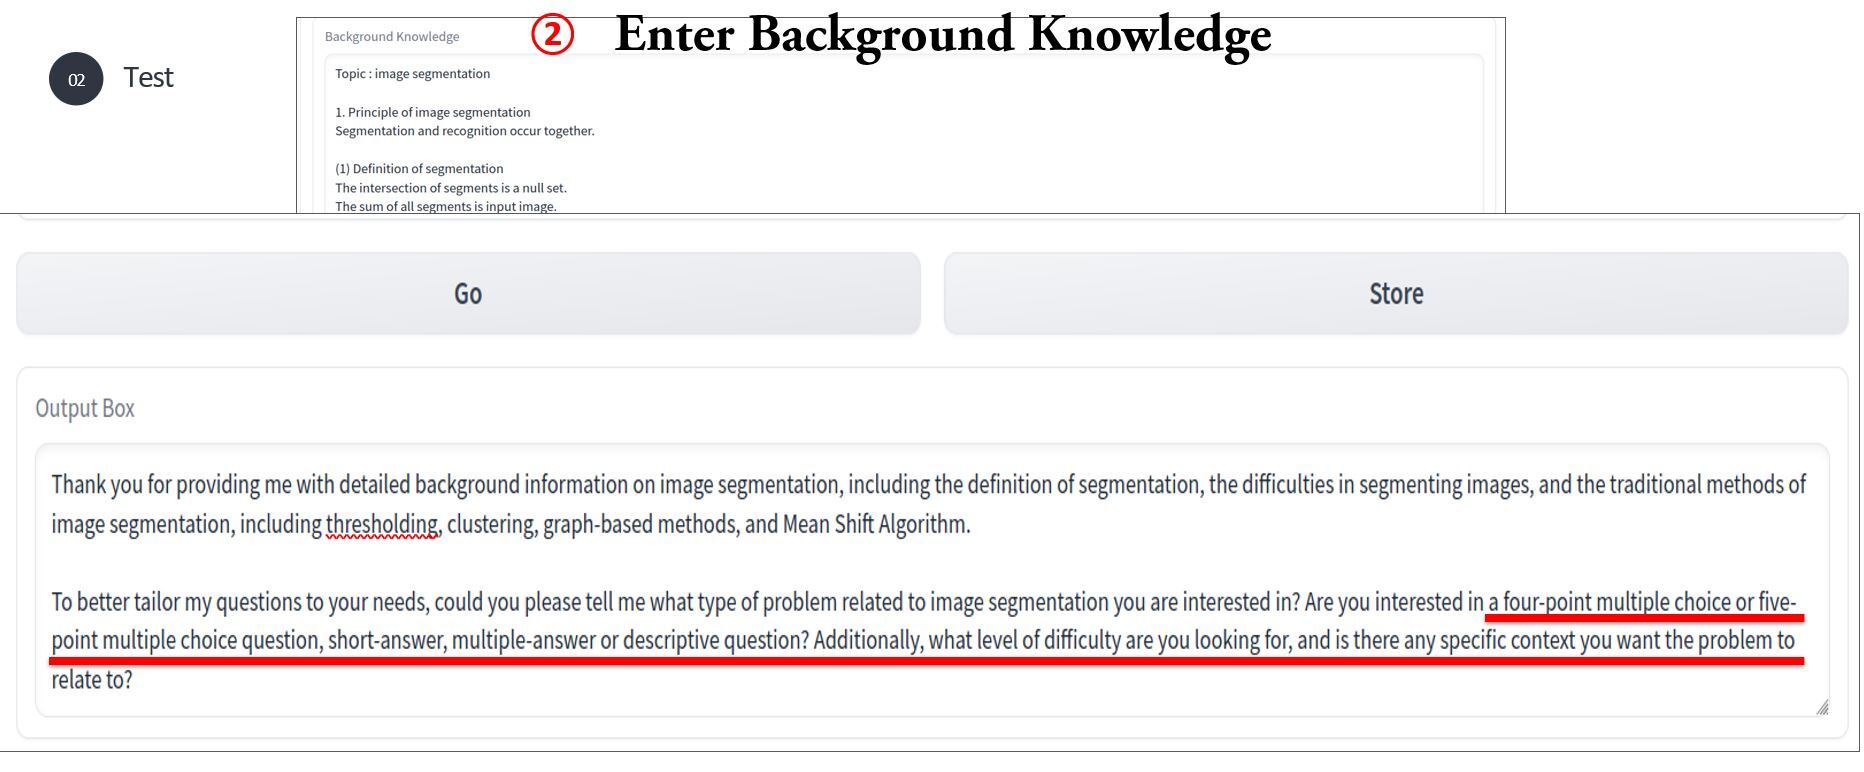 ② Enter Background Knowledge
02 Test
Background Knowledge
Topic : image segmentation
1. Principle of image segmentation
Segmentation and recognition occur together.
(1) Definition of segmentation
The intersection of segments is a null set.
The sum of all segments is input image.
Go
Store
Output Box
Thank you for providing me with detailed background information on image segmentation, including the definition of segmentation, the difficulties in segmenting images, and the traditional methods of
image segmentation, including thresholding, clustering, graph-based methods, and Mean Shift Algorithm.
To better tailor my questions to your needs, could you please tell me what type of problem related to image segmentation you are interested in? Are you interested in a four-point multiple choice or five-
point multiple choice question, short-answer, multiple-answer or descriptive question? Additionally, what level of difficulty are you looking for, and is there any specific context you want the problem to
relate to?